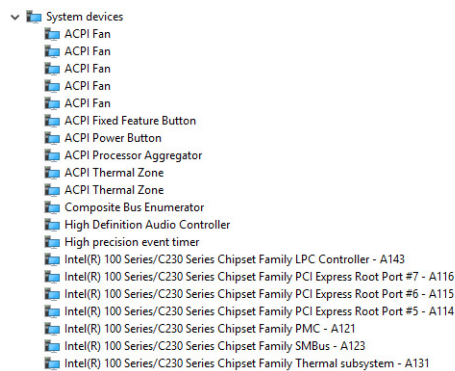 System devices
ACPI Fan
ACPI Fan
ACPI Fan
ACPI Fan
ACPI Fan
ACPI Fixed Feature Button
ACPI Power Button
ACPI Processor Aggregator
ACPI Thermal Zone
ACPI Thermal Zone
Composite Bus Enumerator
High Definition Audio Controller
High precision event timer
Intel(R) 100 Series/C230 Series Chipset Family LPC Controller - A143
Intel(R) 100 Series/C230 Series Chipset Family PCI Express Root Port #7 - A116
Intel(R) 100 Series/C230 Series Chipset Family PCI Express Root Port #6 - A115
Intel(R) 100 Series/C230 Series Chipset Family PCI Express Root Port #5 - A114
Intel(R) 100 Series/C230 Series Chipset Family PMC - A121
Intel(R) 100 Series/C230 Series Chipset Family SMBus - A123
Intel(R) 100 Series/C230 Series Chipset Family Thermal subsystem - A131